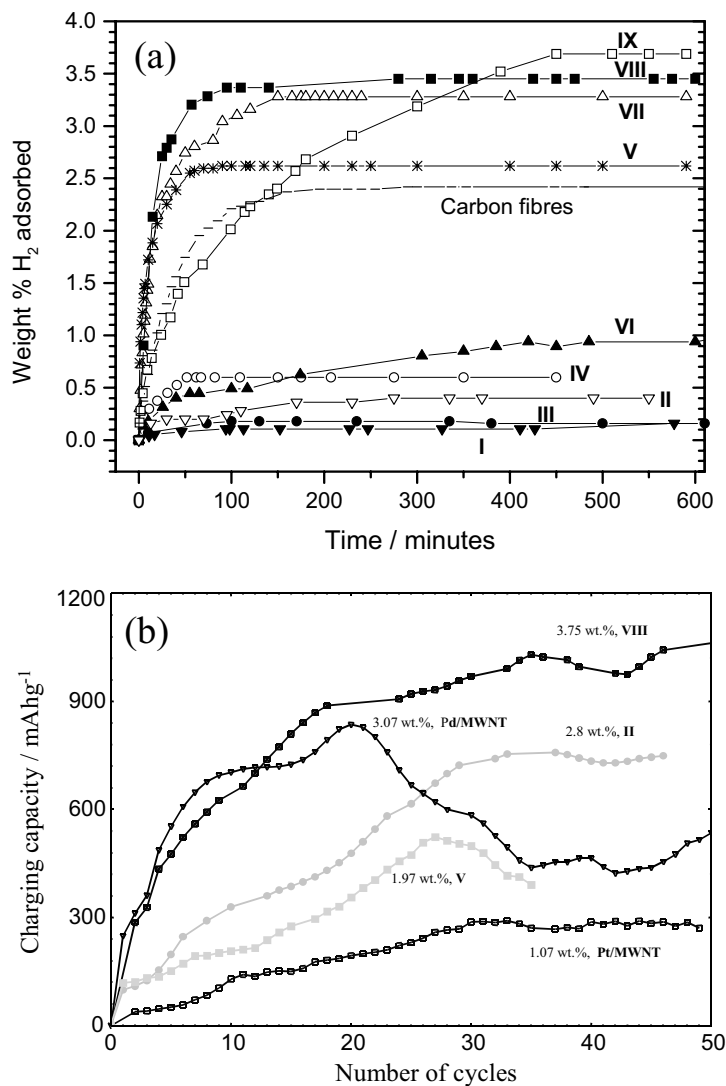 (a)
4.0
3.5
3.0
2.5
2.0
1.5
1.0
0.5
0.0
Weight % H₂ adsorbed
IX
VIII
VII
V
Carbon fibres
VI
IV
II
III
I
0 100 200 300 400 500 600
Time / minutes
(b)
1200
900
600
300
0
Charging capacity / mAhg⁻¹
3.75 wt.%, VIII
3.07 wt.%, Pd/MWNT
2.8 wt.%, II
1.97 wt.%, V
1.07 wt.%, Pt/MWNT
0 10 20 30 40 50
Number of cycles